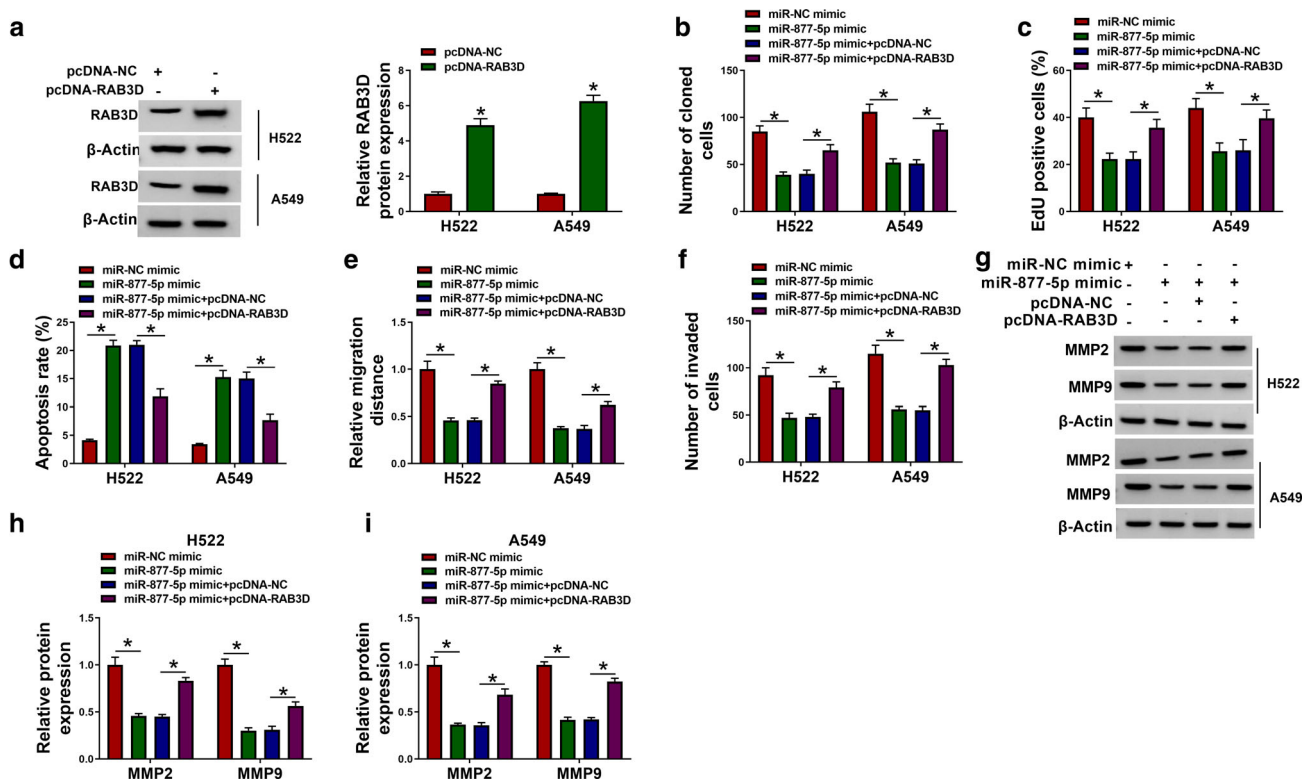 a
pcDNA-NC + -
pcDNA-RAB3D - +
RAB3D
β-Actin
H522
RAB3D
β-Actin
A549
pcDNA-NC
pcDNA-RAB3D
Relative RAB3D
protein expression
8
6
4
2
0
*
*
H522
A549
b
miR-NC mimic
miR-877-5p mimic
miR-877-5p mimic+pcDNA-NC
miR-877-5p mimic+pcDNA-RAB3D
Number of cloned
cells
150
100
50
0
*
*
*
*
H522
A549
c
miR-NC mimic
miR-877-5p mimic
miR-877-5p mimic+pcDNA-NC
miR-877-5p mimic+pcDNA-RAB3D
EdU positive cells (%)
60
40
20
0
*
*
*
*
H522
A549
d
miR-NC mimic
miR-877-5p mimic
miR-877-5p mimic+pcDNA-NC
miR-877-5p mimic+pcDNA-RAB3D
Apoptosis rate (%)
25
20
15
10
5
0
*
*
*
*
H522
A549
e
miR-NC mimic
miR-877-5p mimic
miR-877-5p mimic+pcDNA-NC
miR-877-5p mimic+pcDNA-RAB3D
Relative migration
distance
1.5
1.0
0.5
0.0
*
*
*
*
H522
A549
f
miR-NC mimic
miR-877-5p mimic
miR-877-5p mimic+pcDNA-NC
miR-877-5p mimic+pcDNA-RAB3D
Number of invaded
cells
150
100
50
0
*
*
*
*
H522
A549
g
miR-NC mimic + - - -
miR-877-5p mimic - + + +
pcDNA-NC - - + -
pcDNA-RAB3D - - - +
MMP2
MMP9
β-Actin
H522
MMP2
MMP9
β-Actin
A549
h
H522
miR-NC mimic
miR-877-5p mimic
miR-877-5p mimic+pcDNA-NC
miR-877-5p mimic+pcDNA-RAB3D
Relative protein
expression
1.5
1.0
0.5
0.0
*
*
*
*
MMP2
MMP9
i
A549
miR-NC mimic
miR-877-5p mimic
miR-877-5p mimic+pcDNA-NC
miR-877-5p mimic+pcDNA-RAB3D
Relative protein
expression
1.5
1.0
0.5
0.0
*
*
*
*
MMP2
MMP9